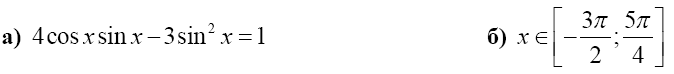 а) 4cos x sin x − 3sin² x = 1 б) x ∈ [−3π/2; 5π/4]